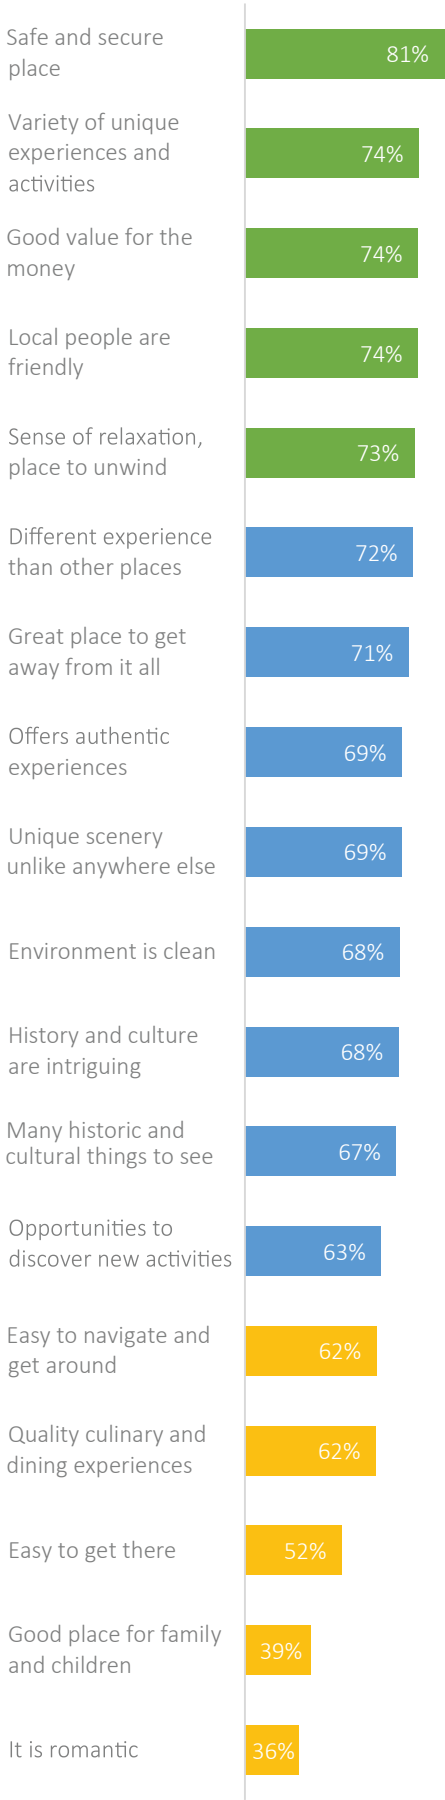 Safe and secure
place
81%
Variety of unique
experiences and
activities
74%
Good value for the
money
74%
Local people are
friendly
74%
Sense of relaxation,
place to unwind
73%
Different experience
than other places
72%
Great place to get
away from it all
71%
Offers authentic
experiences
69%
Unique scenery
unlike anywhere else
69%
Environment is clean
68%
History and culture
are intriguing
68%
Many historic and
cultural things to see
67%
Opportunities to
discover new activities
63%
Easy to navigate and
get around
62%
Quality culinary and
dining experiences
62%
Easy to get there
52%
Good place for family
and children
39%
It is romantic
36%